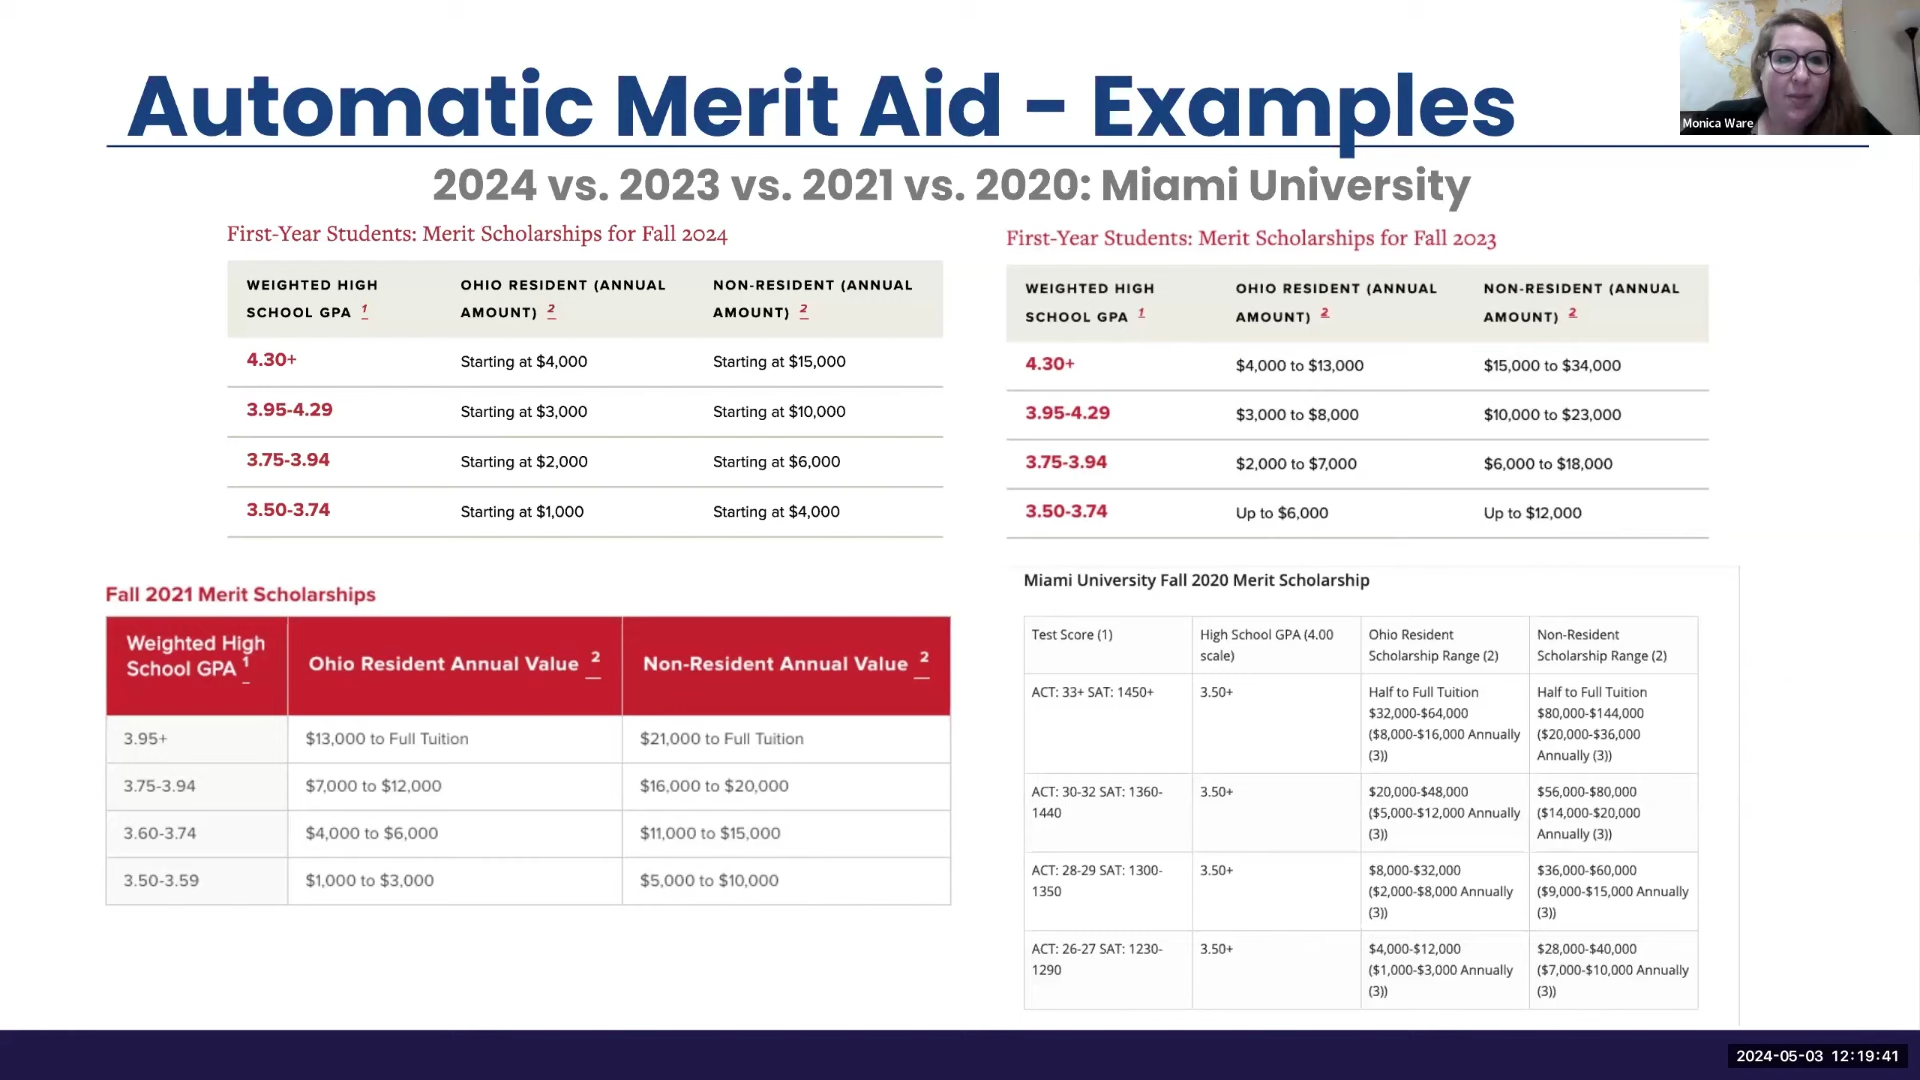 Automatic Merit Aid – Examples
Monica Ware
2024 vs. 2023 vs. 2021 vs. 2020: Miami University
First-Year Students: Merit Scholarships for Fall 2024
WEIGHTED HIGH SCHOOL GPA 1 OHIO RESIDENT (ANNUAL AMOUNT) 2 NON-RESIDENT (ANNUAL AMOUNT) 2
4.30+ Starting at $4,000 Starting at $15,000
3.95-4.29 Starting at $3,000 Starting at $10,000
3.75-3.94 Starting at $2,000 Starting at $6,000
3.50-3.74 Starting at $1,000 Starting at $4,000
First-Year Students: Merit Scholarships for Fall 2023
WEIGHTED HIGH SCHOOL GPA 1 OHIO RESIDENT (ANNUAL AMOUNT) 2 NON-RESIDENT (ANNUAL AMOUNT) 2
4.30+ $4,000 to $13,000 $15,000 to $34,000
3.95-4.29 $3,000 to $8,000 $10,000 to $23,000
3.75-3.94 $2,000 to $7,000 $6,000 to $18,000
3.50-3.74 Up to $6,000 Up to $12,000
Fall 2021 Merit Scholarships
Weighted High School GPA 1 Ohio Resident Annual Value 2 Non-Resident Annual Value 2
3.95+ $13,000 to Full Tuition $21,000 to Full Tuition
3.75-3.94 $7,000 to $12,000 $16,000 to $20,000
3.60-3.74 $4,000 to $6,000 $11,000 to $15,000
3.50-3.59 $1,000 to $3,000 $5,000 to $10,000
Miami University Fall 2020 Merit Scholarship
Test Score (1) High School GPA (4.00 scale) Ohio Resident Scholarship Range (2) Non-Resident Scholarship Range (2)
ACT: 33+ SAT: 1450+ 3.50+ Half to Full Tuition $32,000-$64,000 ($8,000-$16,000 Annually (3)) Half to Full Tuition $80,000-$144,000 ($20,000-$36,000 Annually (3))
ACT: 30-32 SAT: 1360-1440 3.50+ $20,000-$48,000 ($5,000-$12,000 Annually (3)) $56,000-$80,000 ($14,000-$20,000 Annually (3))
ACT: 28-29 SAT: 1300-1350 3.50+ $8,000-$32,000 ($2,000-$8,000 Annually (3)) $36,000-$60,000 ($9,000-$15,000 Annually (3))
ACT: 26-27 SAT: 1230-1290 3.50+ $4,000-$12,000 ($1,000-$3,000 Annually (3)) $28,000-$40,000 ($7,000-$10,000 Annually (3))
2024-05-03 12:19:41